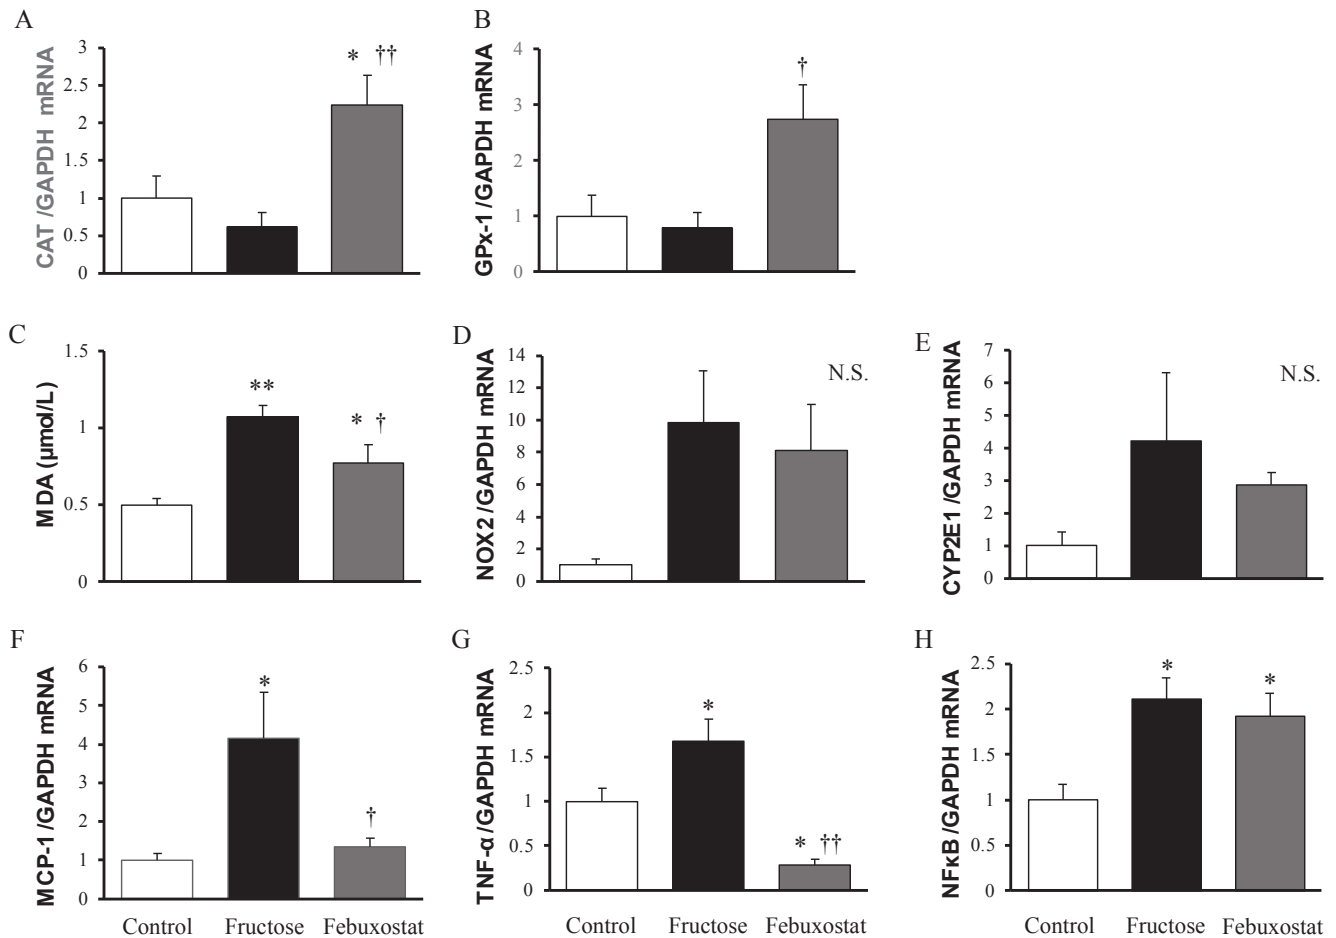 A
CAT /GAPDH mRNA
3
2.5
2
1.5
1
0.5
0
* ††
B
GPx-1 /GAPDH mRNA
4
3
2
1
0
†
C
MDA (μmol/L)
1.5
1
0.5
0
**
* †
D
NOX2 /GAPDH mRNA
14
12
10
8
6
4
2
0
N.S.
E
CYP2E1 /GAPDH mRNA
7
6
5
4
3
2
1
0
N.S.
F
MCP-1 /GAPDH mRNA
6
5
4
3
2
1
0
*
†
Control Fructose Febuxostat
G
TNF-α /GAPDH mRNA
2.5
2
1.5
1
0.5
0
*
* ††
Control Fructose Febuxostat
H
NFκB /GAPDH mRNA
2.5
2
1.5
1
0.5
0
*
*
Control Fructose Febuxostat